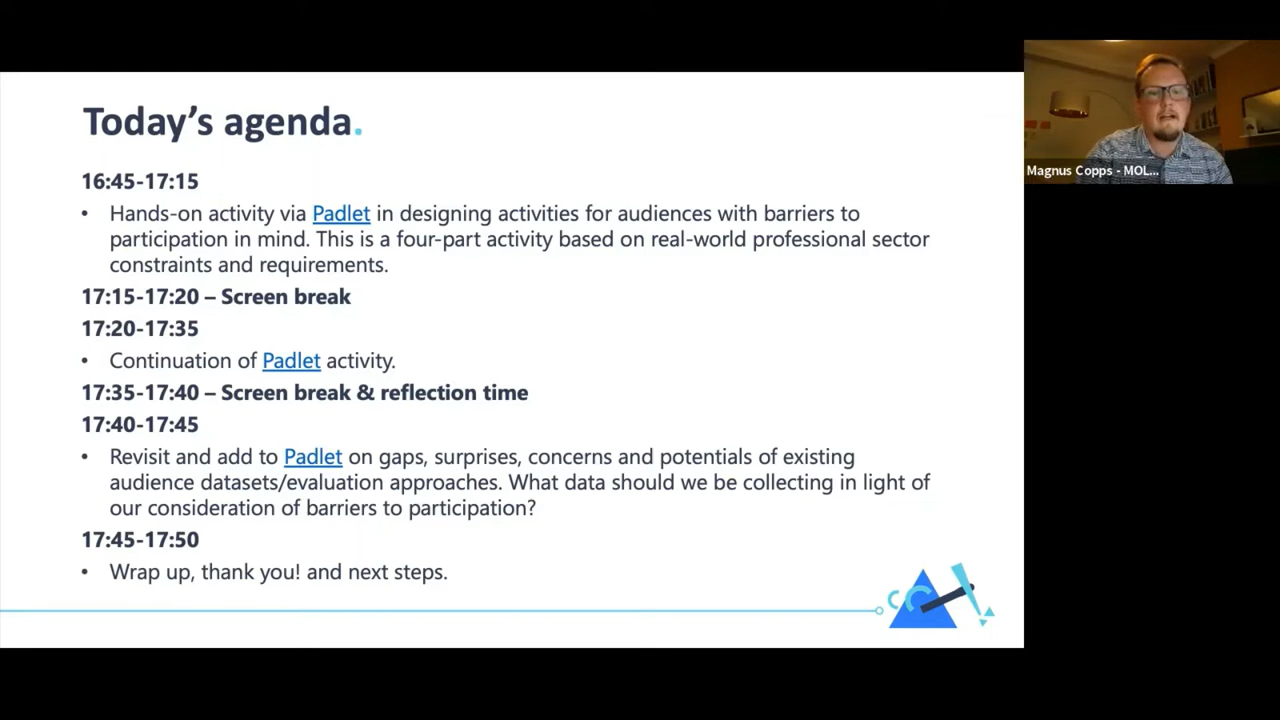 Today's agenda.
16:45-17:15
• Hands-on activity via Padlet in designing activities for audiences with barriers to
participation in mind. This is a four-part activity based on real-world professional sector
constraints and requirements.
17:15-17:20 – Screen break
17:20-17:35
• Continuation of Padlet activity.
17:35-17:40 – Screen break & reflection time
17:40-17:45
• Revisit and add to Padlet on gaps, surprises, concerns and potentials of existing
audience datasets/evaluation approaches. What data should we be collecting in light of
our consideration of barriers to participation?
17:45-17:50
• Wrap up, thank you! and next steps.
Magnus Copps - MOL...